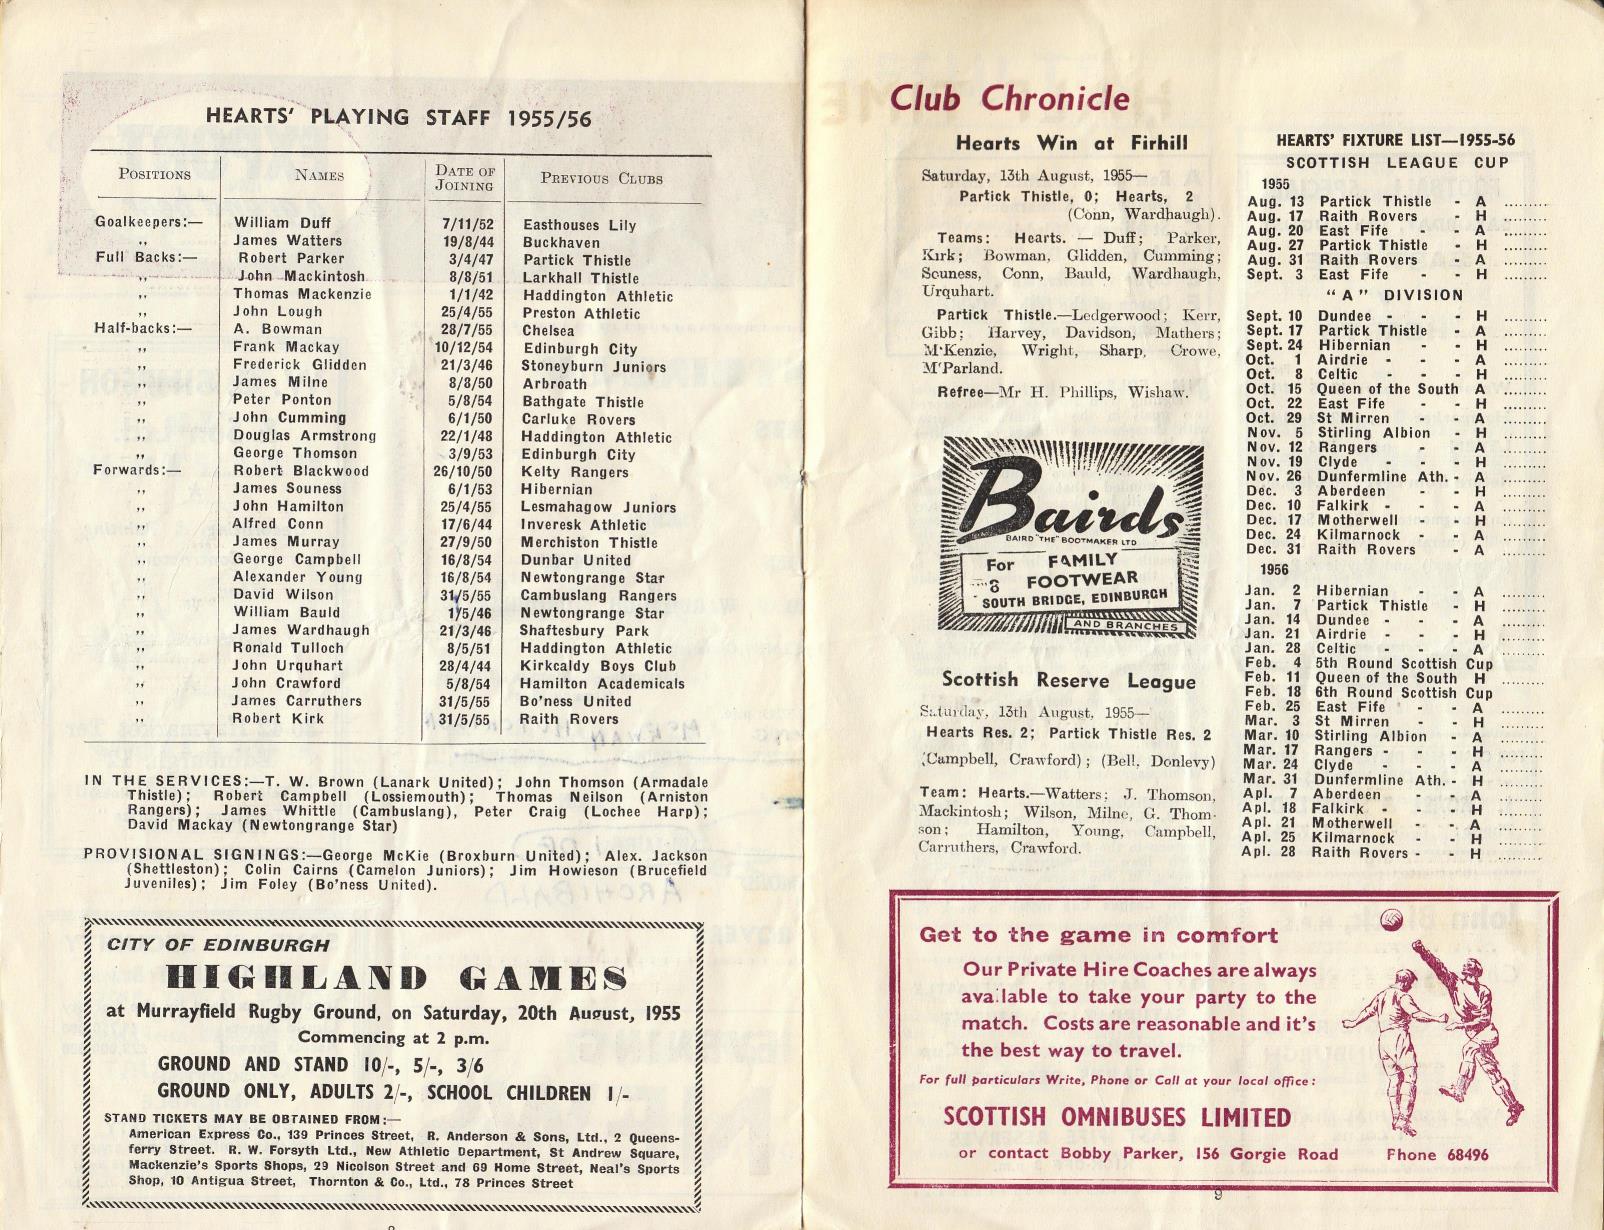 HEARTS' PLAYING STAFF 1955/56
POSITIONS NAMES DATE OF JOINING PREVIOUS CLUBS
Goalkeepers:— William Duff 7/11/52 Easthouses Lily
,, James Watters 19/8/44 Buckhaven
Full Backs:— Robert Parker 3/4/47 Partick Thistle
,, John Mackintosh 8/8/51 Larkhall Thistle
,, Thomas Mackenzie 1/1/42 Haddington Athletic
,, John Lough 25/4/55 Preston Athletic
Half-backs:— A. Bowman 28/7/55 Chelsea
,, Frank Mackay 10/12/54 Edinburgh City
,, Frederick Glidden 21/3/46 Stoneyburn Juniors
,, James Milne 8/8/50 Arbroath
,, Peter Ponton 5/8/54 Bathgate Thistle
,, John Cumming 6/1/50 Carluke Rovers
,, Douglas Armstrong 22/1/48 Haddington Athletic
,, George Thomson 3/9/53 Edinburgh City
Forwards:— Robert Blackwood 26/10/50 Kelty Rangers
,, James Souness 6/1/53 Hibernian
,, John Hamilton 25/4/55 Lesmahagow Juniors
,, Alfred Conn 17/6/44 Inveresk Athletic
,, James Murray 27/9/50 Merchiston Thistle
,, George Campbell 16/8/54 Dunbar United
,, Alexander Young 16/8/54 Newtongrange Star
,, David Wilson 31/5/55 Cambuslang Rangers
,, William Bauld 1/5/46 Newtongrange Star
,, James Wardhaugh 21/3/46 Shaftesbury Park
,, Ronald Tulloch 8/5/51 Haddington Athletic
,, John Urquhart 28/4/44 Kirkcaldy Boys Club
,, John Crawford 5/8/54 Hamilton Academicals
,, James Carruthers 31/5/55 Bo'ness United
,, Robert Kirk 31/5/55 Raith Rovers
IN THE SERVICES:—T. W. Brown (Lanark United); John Thomson (Armadale
Thistle); Robert Campbell (Lossiemouth); Thomas Neilson (Arniston
Rangers); James Whittle (Cambuslang), Peter Craig (Lochee Harp);
David Mackay (Newtongrange Star)
PROVISIONAL SIGNINGS:—George McKie (Broxburn United); Alex. Jackson
(Shettleston); Colin Cairns (Camelon Juniors); Jim Howieson (Brucefield
Juveniles); Jim Foley (Bo'ness United).
CITY OF EDINBURGH
HIGHLAND GAMES
at Murrayfield Rugby Ground, on Saturday, 20th August, 1955
Commencing at 2 p.m.
GROUND AND STAND 10/-, 5/-, 3/6
GROUND ONLY, ADULTS 2/-, SCHOOL CHILDREN 1/-
STAND TICKETS MAY BE OBTAINED FROM:—
American Express Co., 139 Princes Street, R. Anderson & Sons, Ltd., 2 Queens-
ferry Street. R. W. Forsyth Ltd., New Athletic Department, St Andrew Square,
Mackenzie's Sports Shops, 29 Nicolson Street and 69 Home Street, Neal's Sports
Shop, 10 Antigua Street, Thornton & Co., Ltd., 78 Princes Street
Club Chronicle
Hearts Win at Firhill
Saturday, 13th August, 1955—
Partick Thistle, 0; Hearts, 2
(Conn, Wardhaugh).
Teams: Hearts. — Duff; Parker,
Kirk; Bowman, Glidden, Cumming;
Souness, Conn, Bauld, Wardhaugh,
Urquhart.
Partick Thistle.—Ledgerwood; Kerr,
Gibb; Harvey, Davidson, Mathers;
M'Kenzie, Wright, Sharp, Crowe,
M'Parland.
Refree—Mr H. Phillips, Wishaw.
Bairds
BAIRD "THE" BOOTMAKER LTD
For FAMILY
FOOTWEAR
8
SOUTH BRIDGE, EDINBURGH
AND BRANCHES
Scottish Reserve League
Saturday, 13th August, 1955—
Hearts Res. 2; Partick Thistle Res. 2
(Campbell, Crawford); (Bell, Donlevy)
Team: Hearts.—Watters; J. Thomson,
Mackintosh; Wilson, Milne, G. Thom-
son; Hamilton, Young, Campbell,
Carruthers, Crawford.
HEARTS' FIXTURE LIST—1955-56
SCOTTISH LEAGUE CUP
1955
Aug. 13 Partick Thistle - A .........
Aug. 17 Raith Rovers - H .........
Aug. 20 East Fife - - A .........
Aug. 27 Partick Thistle - H .........
Aug. 31 Raith Rovers - A .........
Sept. 3 East Fife - - H .........
"A" DIVISION
Sept. 10 Dundee - - - H .........
Sept. 17 Partick Thistle - A .........
Sept. 24 Hibernian - - H .........
Oct. 1 Airdrie - - - A .........
Oct. 8 Celtic - - - H .........
Oct. 15 Queen of the South A .........
Oct. 22 East Fife - - H .........
Oct. 29 St Mirren - - A .........
Nov. 5 Stirling Albion - H .........
Nov. 12 Rangers - - A .........
Nov. 19 Clyde - - - H .........
Nov. 26 Dunfermline Ath. - A .........
Dec. 3 Aberdeen - - H .........
Dec. 10 Falkirk - - - A .........
Dec. 17 Motherwell - - H .........
Dec. 24 Kilmarnock - - A .........
Dec. 31 Raith Rovers - A .........
1956
Jan. 2 Hibernian - - A .........
Jan. 7 Partick Thistle - H .........
Jan. 14 Dundee - - - A .........
Jan. 21 Airdrie - - - H .........
Jan. 28 Celtic - - - A .........
Feb. 4 5th Round Scottish Cup
Feb. 11 Queen of the South H .........
Feb. 18 6th Round Scottish Cup
Feb. 25 East Fife - - A .........
Mar. 3 St Mirren - - H .........
Mar. 10 Stirling Albion - A .........
Mar. 17 Rangers - - - H .........
Mar. 24 Clyde - - - A .........
Mar. 31 Dunfermline Ath. - H .........
Apl. 7 Aberdeen - - A .........
Apl. 18 Falkirk - - - H .........
Apl. 21 Motherwell - - A .........
Apl. 25 Kilmarnock - - H .........
Apl. 28 Raith Rovers - - H .........
Get to the game in comfort
Our Private Hire Coaches are always
available to take your party to the
match. Costs are reasonable and it's
the best way to travel.
For full particulars Write, Phone or Call at your local office:
SCOTTISH OMNIBUSES LIMITED
or contact Bobby Parker, 156 Gorgie Road Phone 68496
9